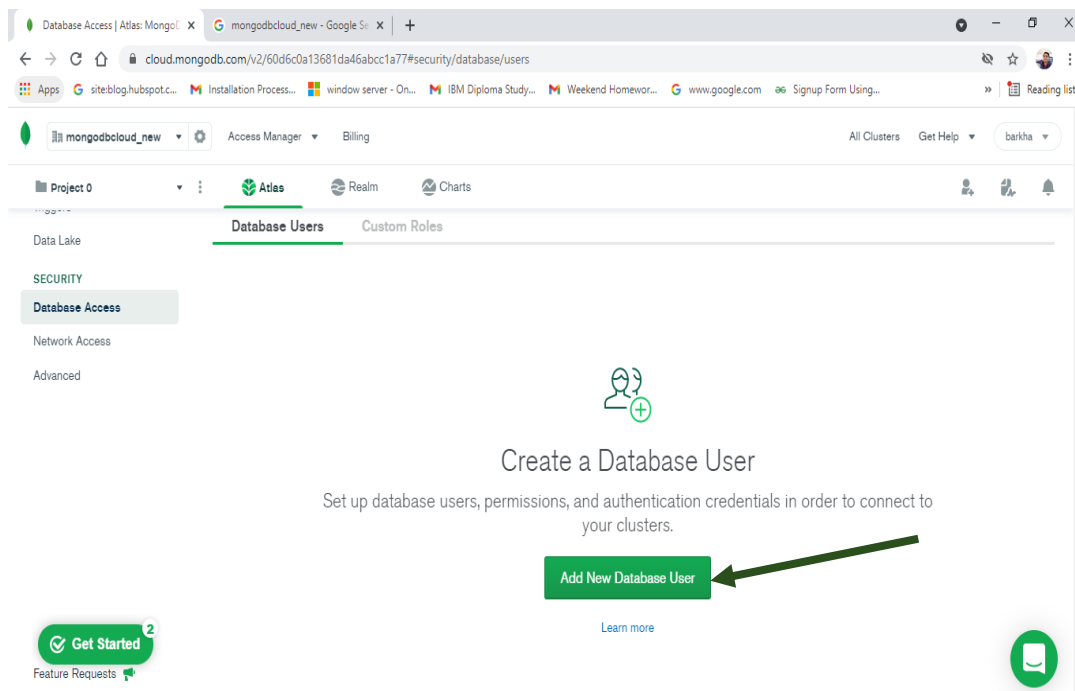 Database Access | Atlas: MongoD
mongodbcloud_new - Google Se
cloud.mongodb.com/v2/60d6c0a13681da46abcc1a77#security/database/users
Apps
site:blog.hubspot.c...
Installation Process...
window server - On...
IBM Diploma Study...
Weekend Homewor...
www.google.com
Signup Form Using...
»
Reading list
mongodbcloud_new
Access Manager
Billing
All Clusters
Get Help
barkha
Project 0
Atlas
Realm
Charts
Triggers
Data Lake
Database Users
Custom Roles
SECURITY
Database Access
Network Access
Advanced
Create a Database User
Set up database users, permissions, and authentication credentials in order to connect to
your clusters.
Add New Database User
Learn more
2
Get Started
Feature Requests